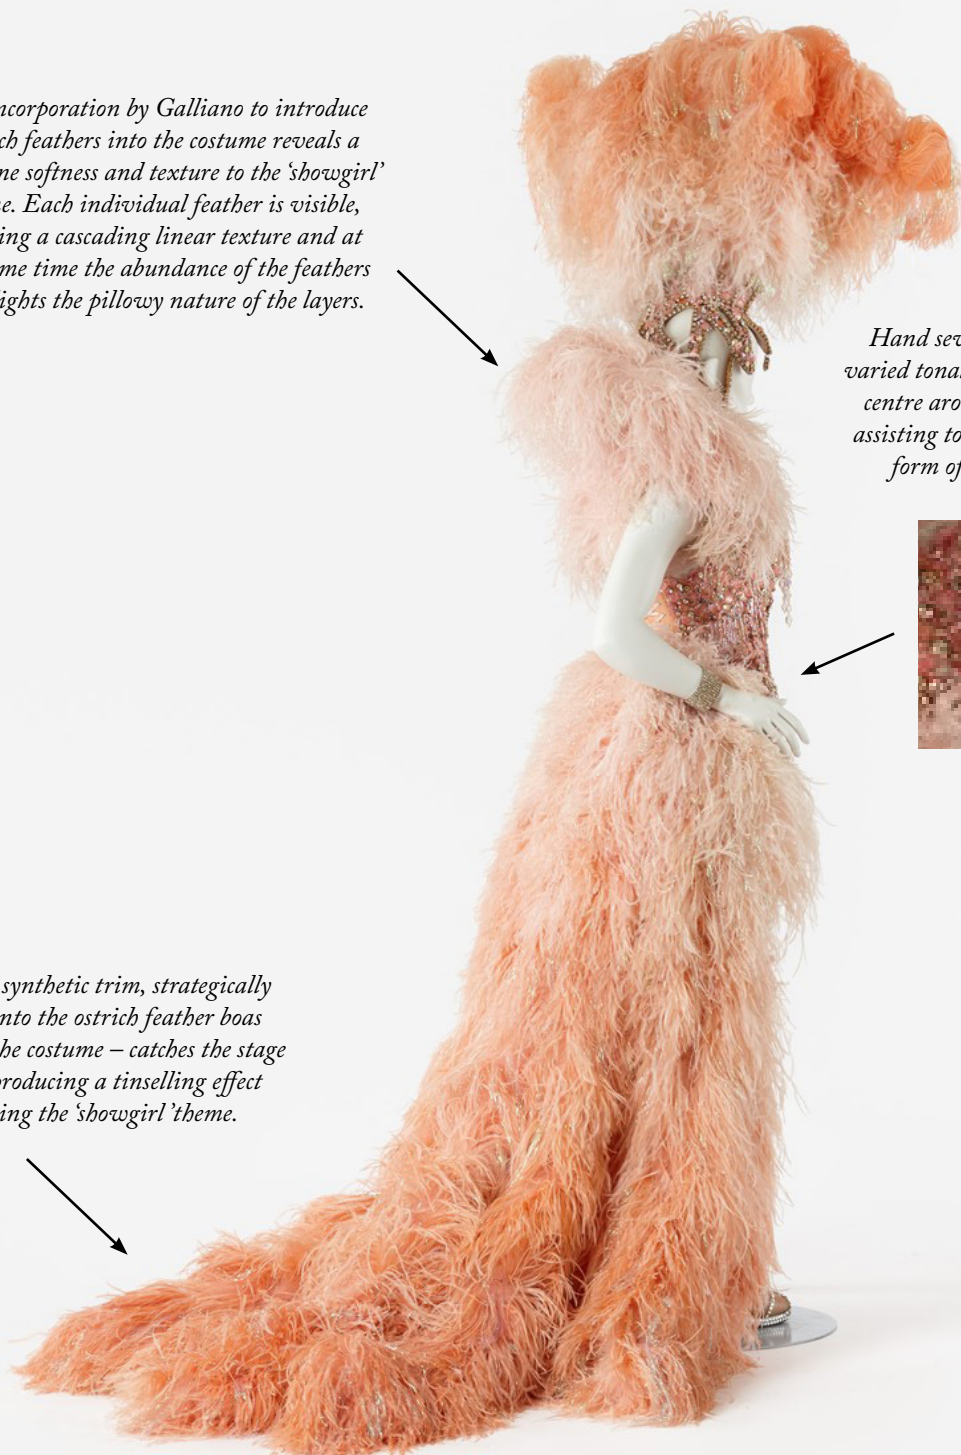 ncorporation by Galliano to introduce
ch feathers into the costume reveals a
ne softness and texture to the ‘showgirl’
e. Each individual feather is visible,
ing a cascading linear texture and at
me time the abundance of the feathers
ights the pillowy nature of the layers.
Hand sew
varied tona
centre aro
assisting to
form of
synthetic trim, strategically
nto the ostrich feather boas
he costume – catches the stage
producing a tinselling effect
ing the ‘showgirl’ theme.